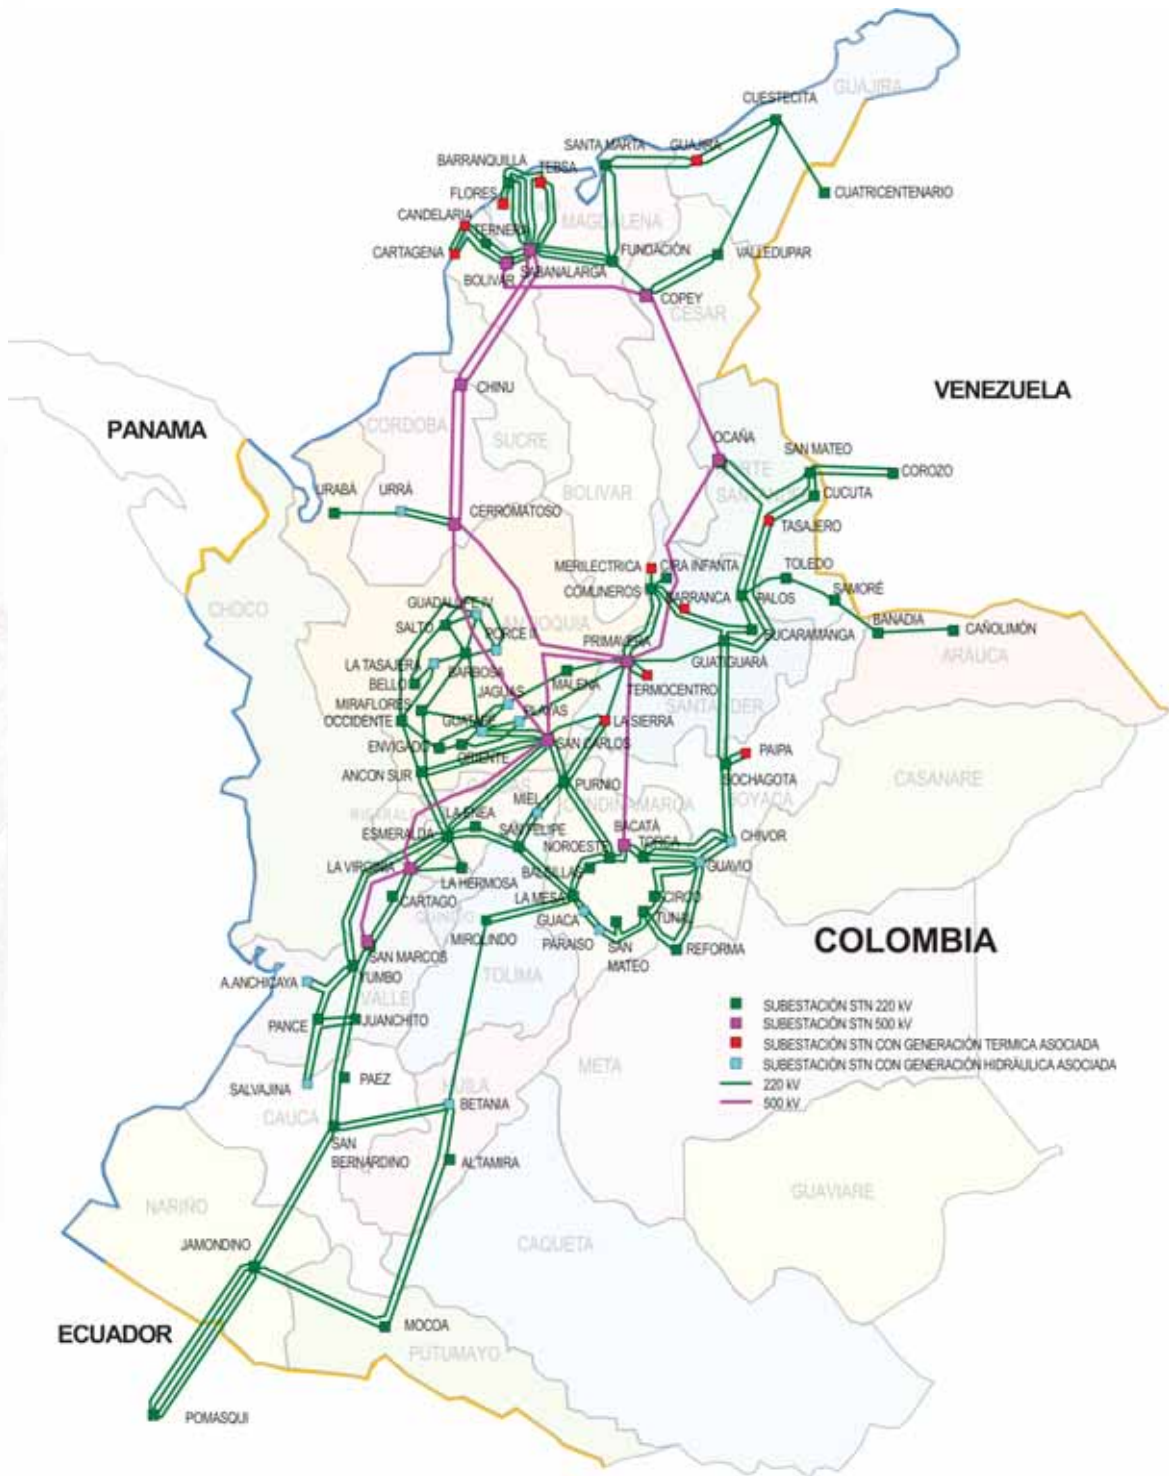 GUAJIRA
CUESTECITA
SANTA MARTA
GUAJIRA
BARRANQUILLA
TEBSA
FLORES
CUATRICENTENARIO
CANDELARIA
TERNERA
MAGDALENA
CARTAGENA
FUNDACIÓN
VALLEDUPAR
BOLIVAR
SABANALARGA
COPEY
CESAR
CHINU
VENEZUELA
PANAMA
CORDOBA
SUCRE
OCAÑA
SAN MATEO
COROZO
URABÁ
URRÁ
BOLIVAR
CUCUTA
CERROMATOSO
TASAJERO
MERILECTRICA
CIRA INFANTA
TOLEDO
COMUNEROS
BARRANCA
PALOS
SAMORÉ
CHOCO
GUADALUPE IV
SALTO
PORCE II
PRIMAVERA
BUCARAMANGA
BANADIA
CAÑOLIMÓN
GUATIGUARÁ
ARAUCA
LA TASAJERA
BARBOSA
BELLO
JAGUAS
MALENA
TERMOCENTRO
SANTANDER
MIRAFLORES
OCCIDENTE
GUATAPE
PLAYAS
LA SIERRA
ENVIGADO
ORIENTE
SAN CARLOS
PAIPA
ANCON SUR
PURNIO
SOCHAGOTA
CASANARE
BOYACÁ
MIEL I
CUNDINAMARCA
LA ENEA
ESMERALDA
SAN FELIPE
BACATÁ
NOROESTE
TORCA
CHIVOR
LA VIRGINIA
BALSILLAS
GUAVIO
LA HERMOSA
CARTAGO
LA MESA
CIRCO
GUACA
TUNAL
MIROLINDO
PARAISO
SAN
MATEO
REFORMA
COLOMBIA
SAN MARCOS
YUMBO
TOLIMA
A.ANCHICAYA
VALLE
PANCE
JUANCHITO
META
SALVAJINA
PAEZ
HUILA
CAUCA
BETANIA
SAN
BERNARDINO
ALTAMIRA
NARIÑO
GUAVIARE
CAQUETA
JAMONDINO
ECUADOR
MOCOA
PUTUMAYO
POMASQUI
SUBESTACIÓN STN 220 kV
SUBESTACIÓN STN 500 kV
SUBESTACIÓN STN CON GENERACIÓN TERMICA ASOCIADA
SUBESTACIÓN STN CON GENERACIÓN HIDRÁULICA ASOCIADA
220 kV
500 kV